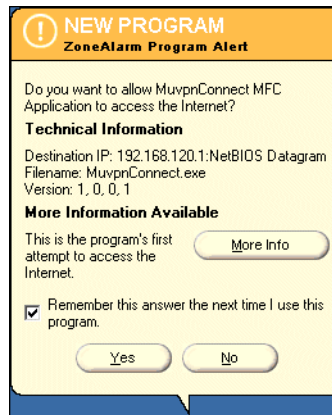 NEW PROGRAM
ZoneAlarm Program Alert
Do you want to allow MuvpnConnect MFC
Application to access the Internet?
Technical Information
Destination IP: 192.168.120.1:NetBIOS Datagram
Filename: MuvpnConnect.exe
Version: 1, 0, 0, 1
More Information Available
This is the program's first
attempt to access the
Internet.
More Info
Remember this answer the next time I use this
program.
Yes
No